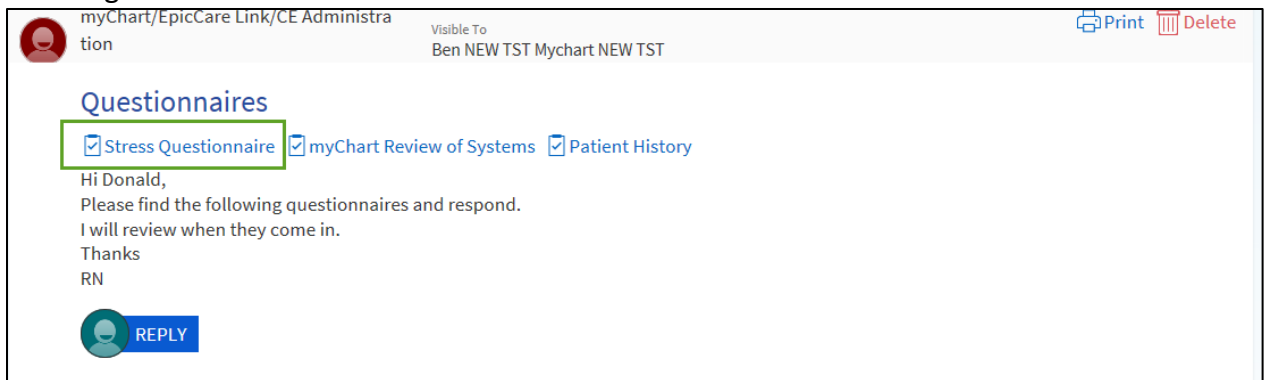 myChart/EpicCare Link/CE Administra
tion
Visible To
Ben NEW TST Mychart NEW TST
Print Delete
Questionnaires
Stress Questionnaire myChart Review of Systems Patient History
Hi Donald,
Please find the following questionnaires and respond.
I will review when they come in.
Thanks
RN
REPLY